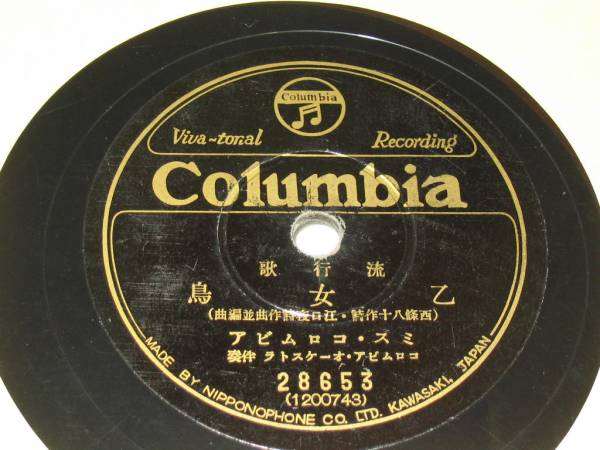 Columbia
Viva-tonal Recording
Columbia
流行歌
乙女鳥
(西條八十作詩・江口夜詩作曲並編曲)
ミス・コロムビア
コロムビア・オーケストラ 伴奏
28653
(1200743)
MADE BY NIPPONOPHONE CO. LTD. KAWASAKI, JAPAN